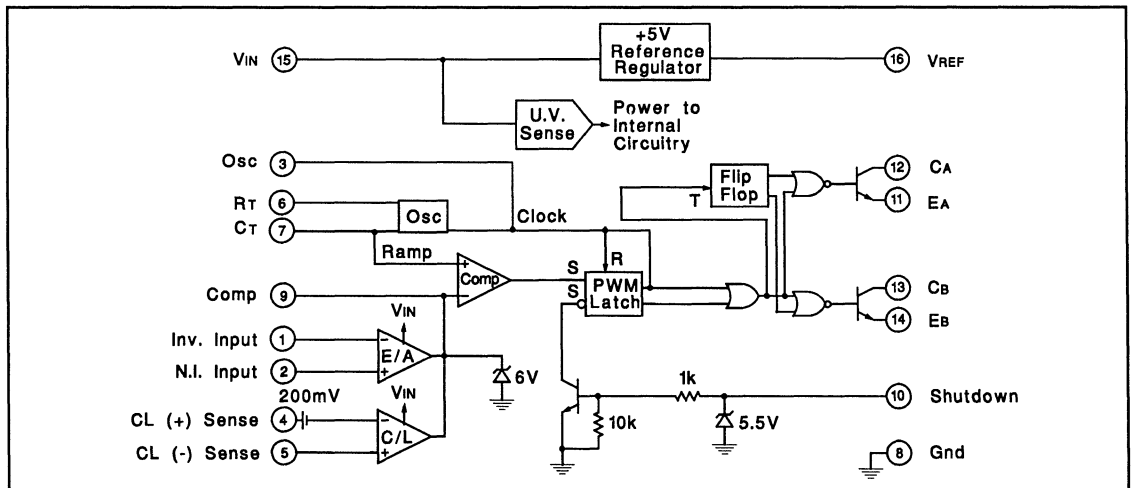 +5V
Reference
Regulator
VIN 15
16 VREF
U.V.
Sense
Power to
Internal
Circuitry
Osc 3
RT 6
CT 7
Osc
Clock
Ramp
T
Flip
Flop
12 CA
11 EA
+
Comp
-
S
R
S
PWM
Latch
13 CB
14 EB
Comp 9
Inv. Input 1
N.I. Input 2
VIN
-
E/A
+
6V
200mV
CL (+) Sense 4
CL (-) Sense 5
VIN
-
C/L
+
1k
10k
5.5V
10 Shutdown
8 Gnd